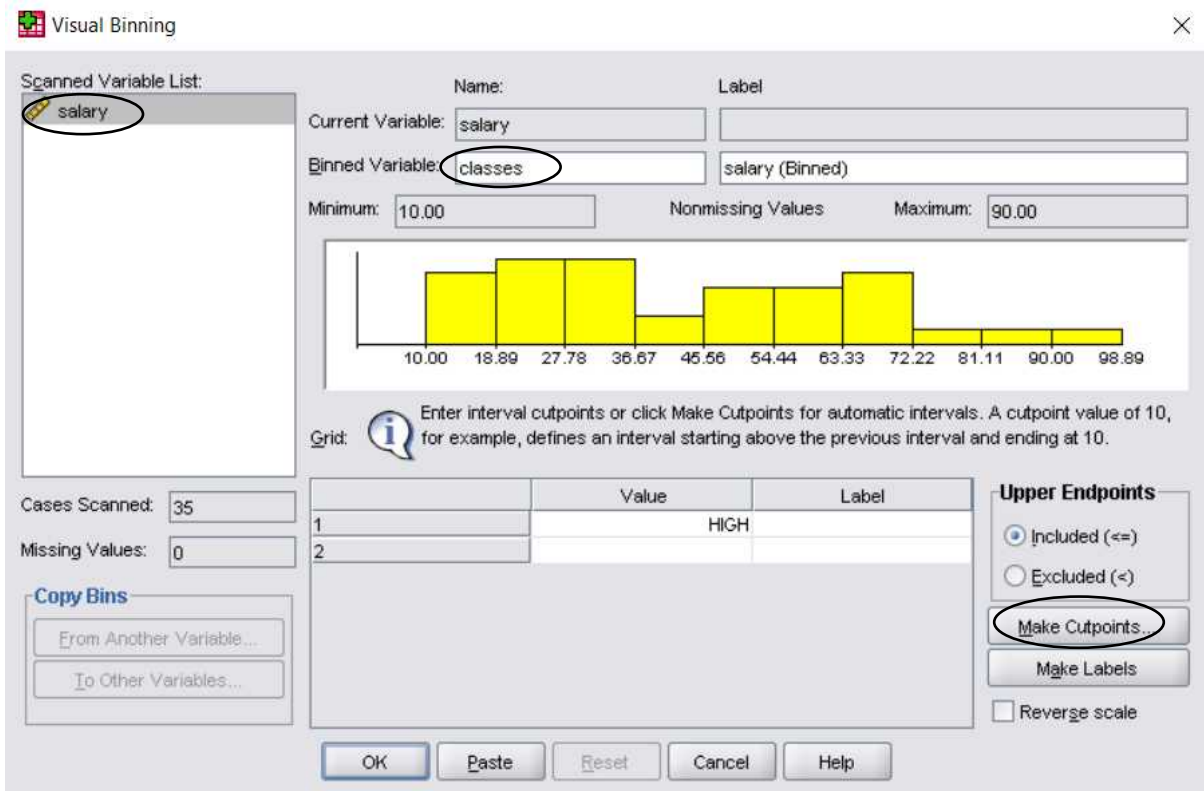 Visual Binning
Scanned Variable List:
salary
Name:
Label
Current Variable:
salary
Binned Variable:
classes
salary (Binned)
Minimum:
10.00
Nonmissing Values
Maximum:
90.00
10.00 18.89 27.78 36.67 45.56 54.44 63.33 72.22 81.11 90.00 98.89
Grid:
Enter interval cutpoints or click Make Cutpoints for automatic intervals. A cutpoint value of 10,
for example, defines an interval starting above the previous interval and ending at 10.
Cases Scanned:
35
Missing Values:
0
Copy Bins
From Another Variable...
To Other Variables...
Value
Label
1
HIGH
2
Upper Endpoints
Included (<=)
Excluded (<)
Make Cutpoints...
Make Labels
Reverse scale
OK
Paste
Reset
Cancel
Help